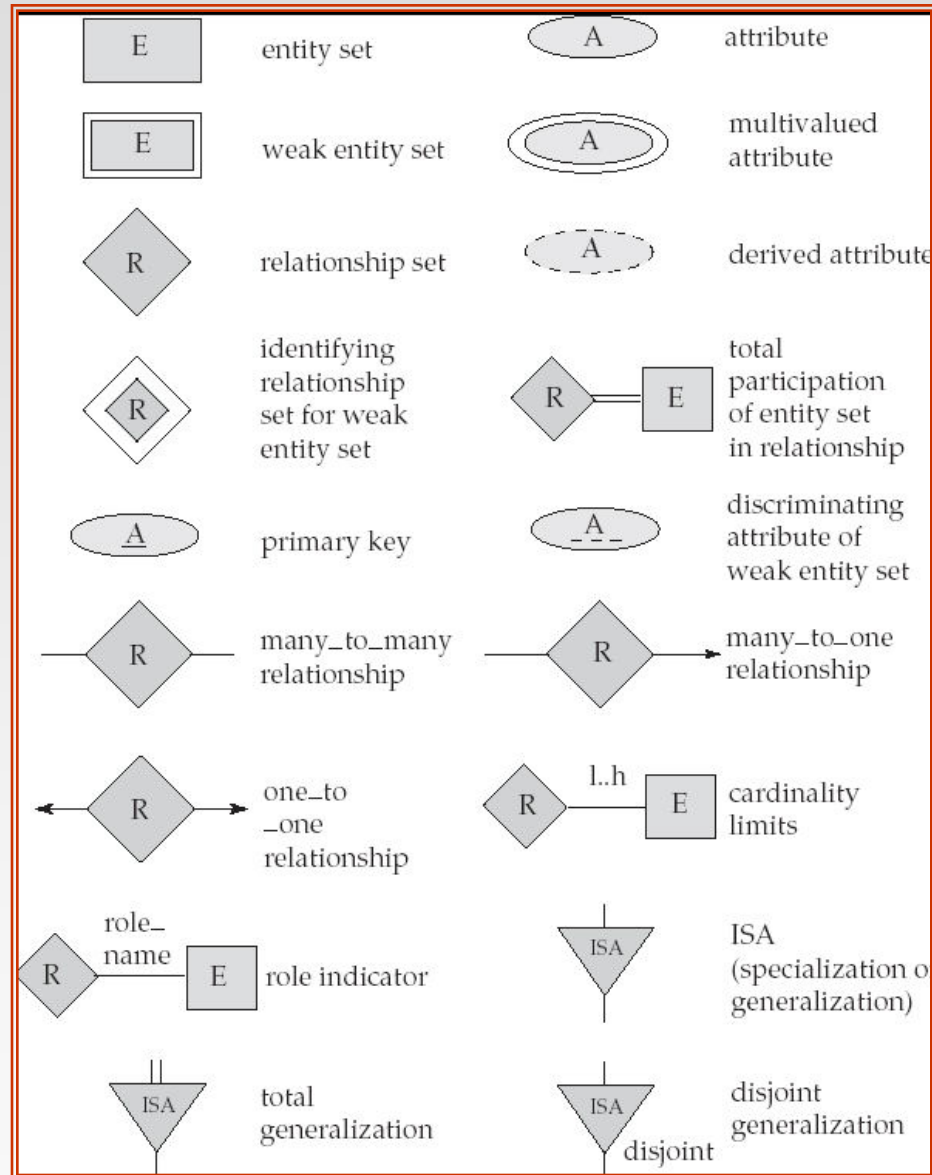 E
entity set
A
attribute
E
weak entity set
A
multivalued
attribute
R
relationship set
A
derived attribute
R
identifying
relationship
set for weak
entity set
R
E
total
participation
of entity set
in relationship
A
primary key
A
discriminating
attribute of
weak entity set
R
many_to_many
relationship
R
many_to_one
relationship
R
one_to
_one
relationship
R
l..h
E
cardinality
limits
R
role_
name
E
role indicator
ISA
ISA
(specialization o
generalization)
ISA
total
generalization
ISA
disjoint
disjoint
generalization